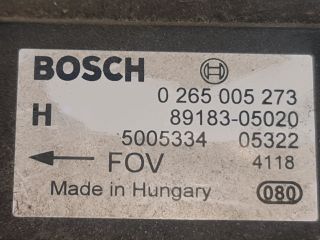 BOSCH
0 265 005 273
H 89183-05020
5005334 05322
FOV 4118
Made in Hungary 080